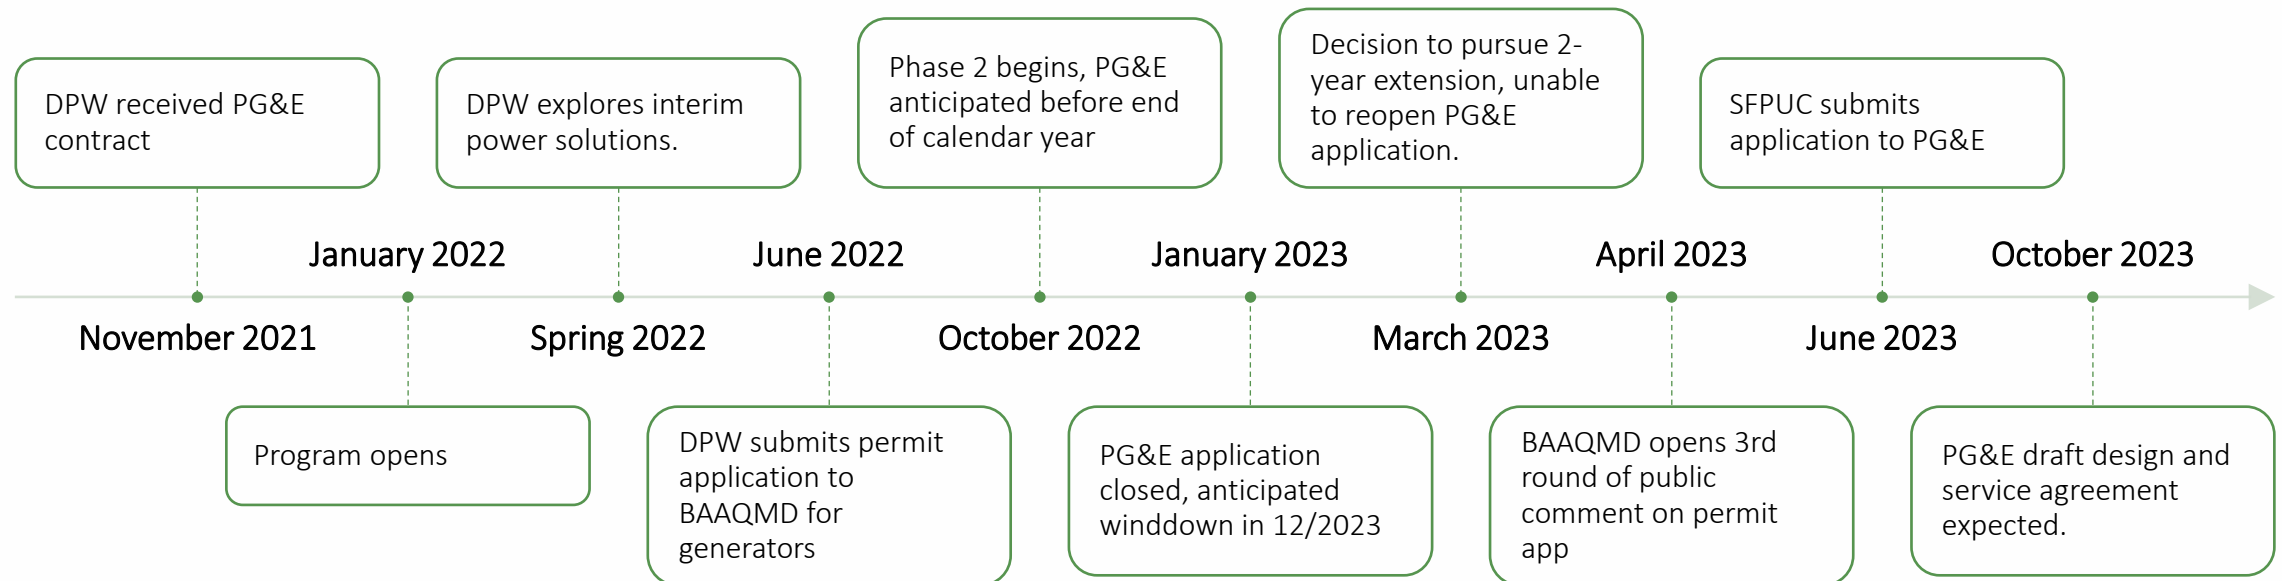 DPW received PG&E
contract
DPW explores interim
power solutions.
Phase 2 begins, PG&E
anticipated before end
of calendar year
Decision to pursue 2-
year extension, unable
to reopen PG&E
application.
SFPUC submits
application to PG&E
January 2022
June 2022
January 2023
April 2023
October 2023
November 2021
Spring 2022
October 2022
March 2023
June 2023
Program opens
DPW submits permit
application to
BAAQMD for
generators
PG&E application
closed, anticipated
winddown in 12/2023
BAAQMD opens 3rd
round of public
comment on permit
app
PG&E draft design and
service agreement
expected.